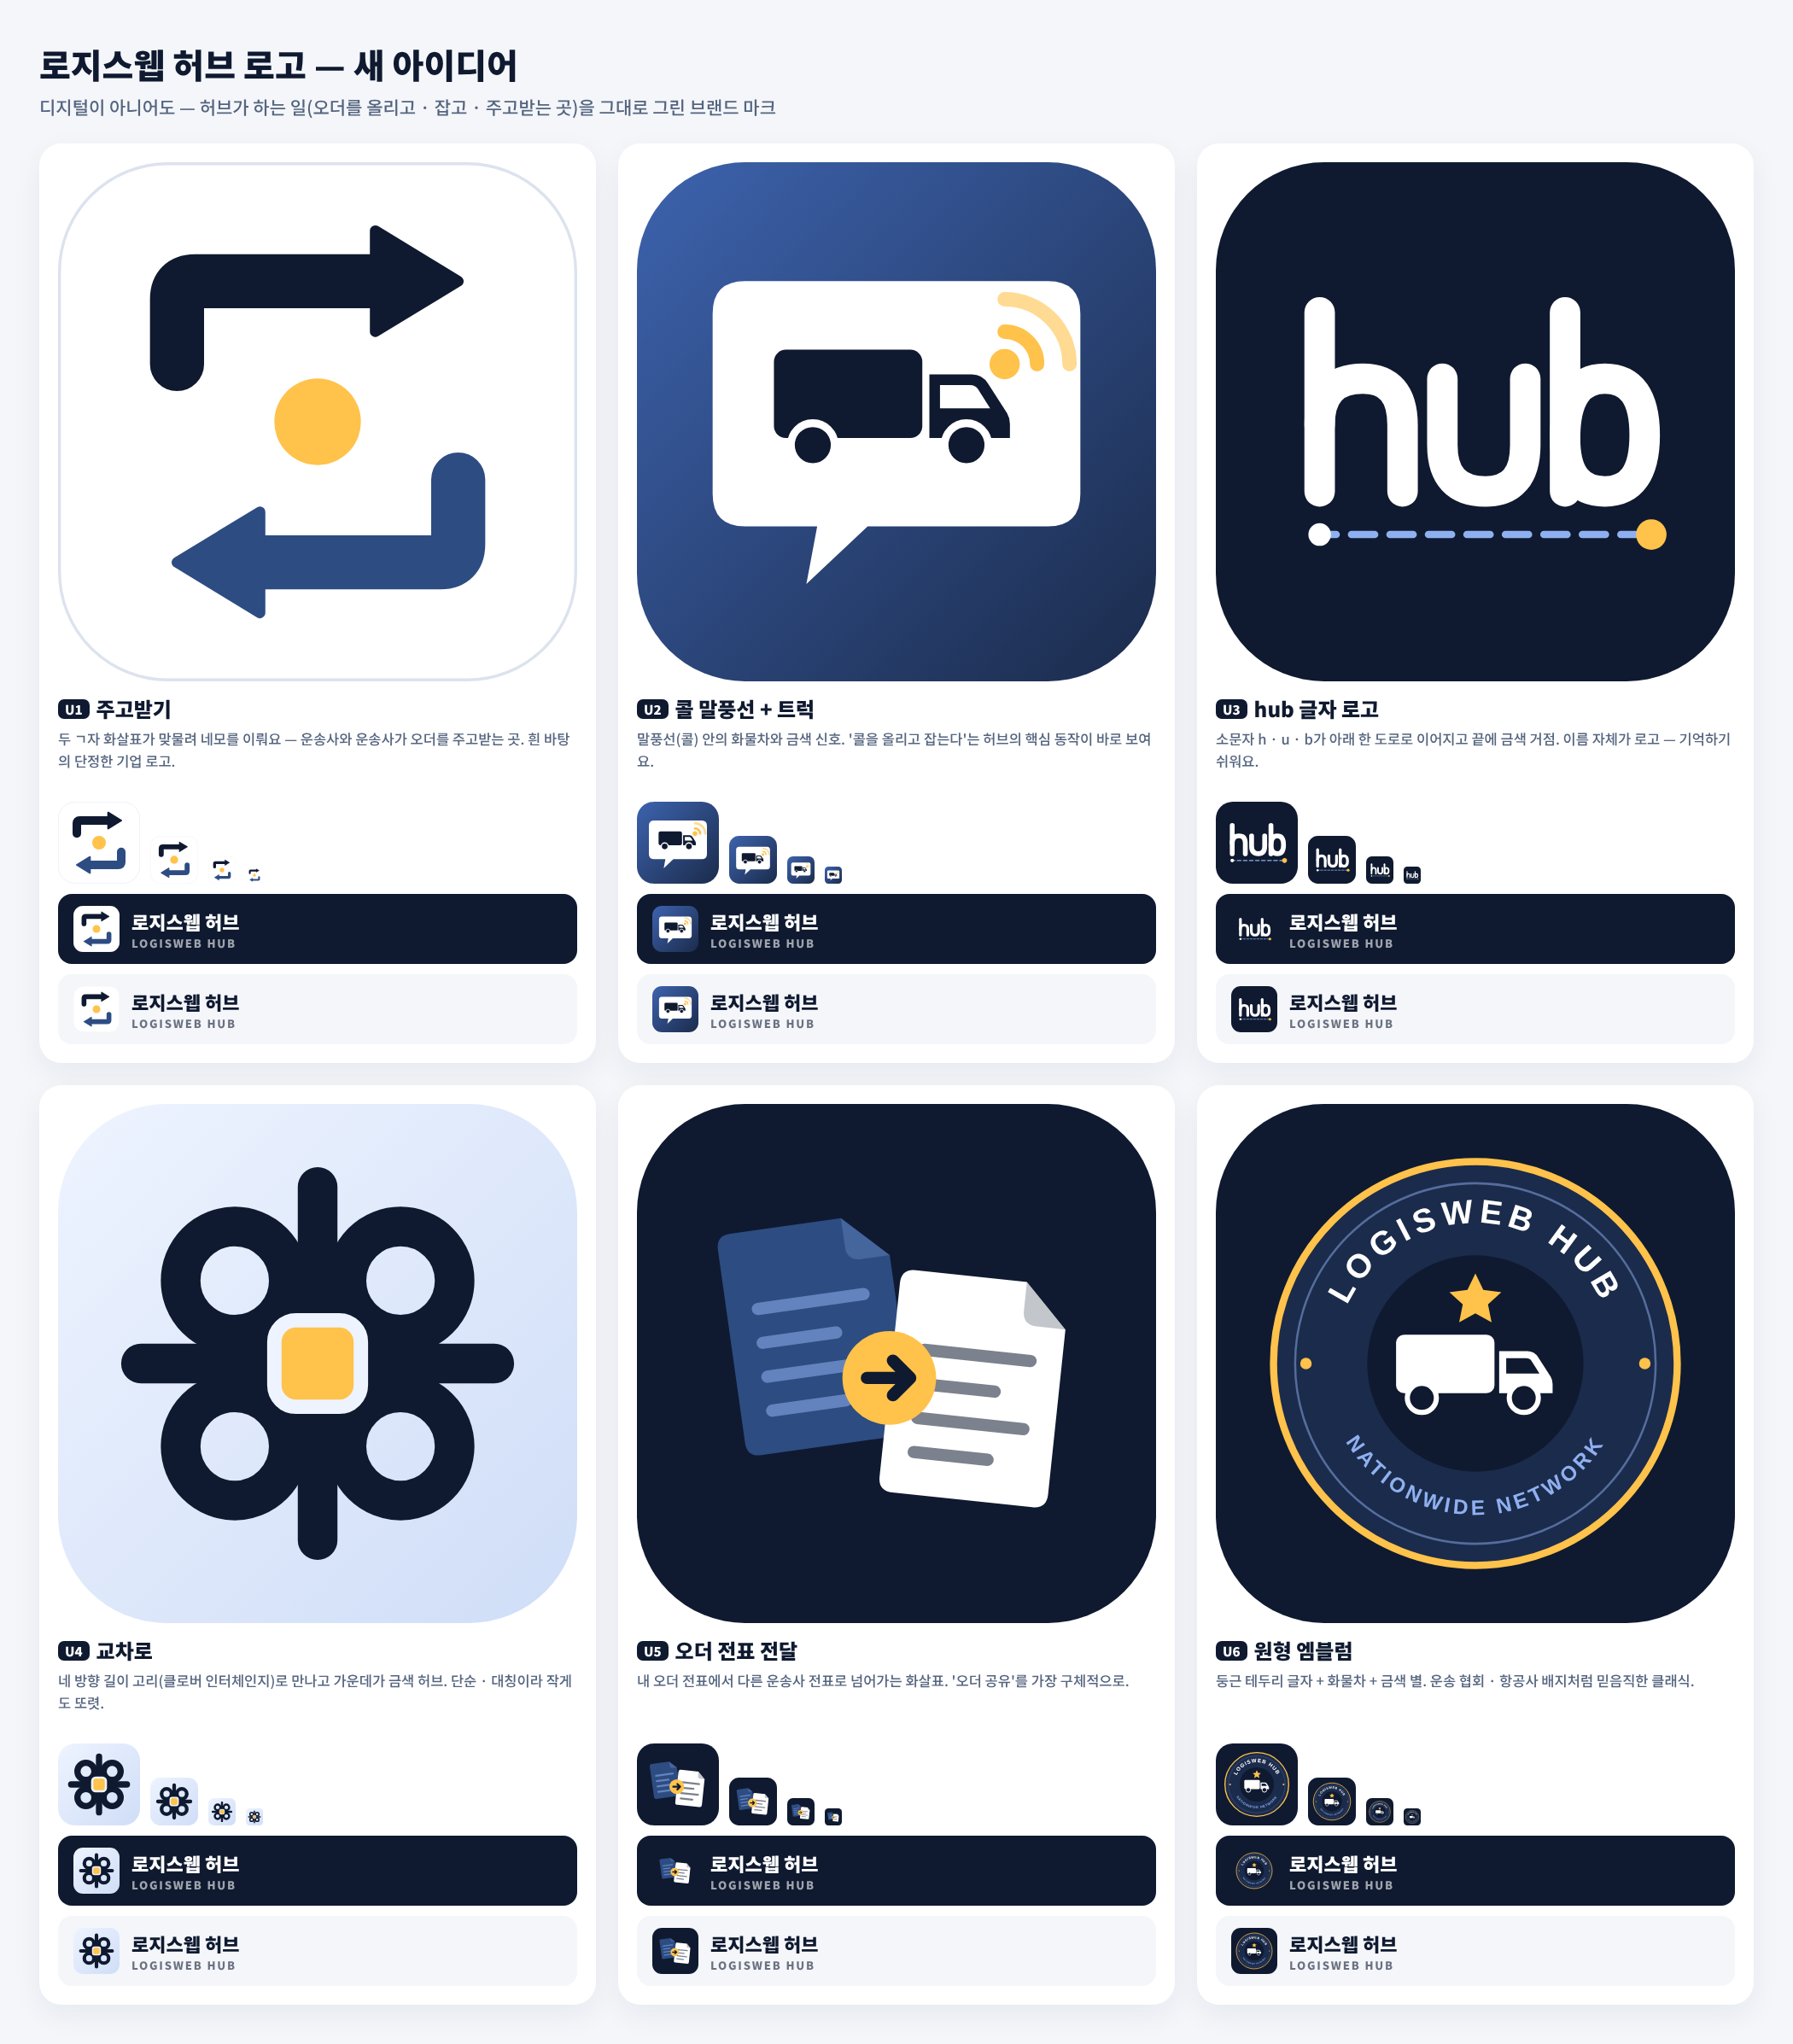 로지스웹 허브 로고 — 새 아이디어
디지털이 아니어도 — 허브가 하는 일(오더를 올리고 · 잡고 · 주고받는 곳)을 그대로 그린 브랜드 마크
U1 주고받기
두 ㄱ자 화살표가 맞물려 네모를 이뤄요 — 운송사와 운송사가 오더를 주고받는 곳. 흰 바탕
의 단정한 기업 로고.
로지스웹 허브
LOGISWEB HUB
로지스웹 허브
LOGISWEB HUB
U2 콜 말풍선 + 트럭
말풍선(콜) 안의 화물차와 금색 신호. '콜을 올리고 잡는다'는 허브의 핵심 동작이 바로 보여
요.
로지스웹 허브
LOGISWEB HUB
로지스웹 허브
LOGISWEB HUB
hub
U3 hub 글자 로고
소문자 h · u · b가 아래 한 도로로 이어지고 끝에 금색 거점. 이름 자체가 로고 — 기억하기
쉬워요.
hub
hub
hub
hub
hub
로지스웹 허브
LOGISWEB HUB
hub
로지스웹 허브
LOGISWEB HUB
U4 교차로
네 방향 길이 고리(클로버 인터체인지)로 만나고 가운데가 금색 허브. 단순 · 대칭이라 작게
도 또렷.
로지스웹 허브
LOGISWEB HUB
로지스웹 허브
LOGISWEB HUB
U5 오더 전표 전달
내 오더 전표에서 다른 운송사 전표로 넘어가는 화살표. '오더 공유'를 가장 구체적으로.
로지스웹 허브
LOGISWEB HUB
로지스웹 허브
LOGISWEB HUB
LOGISWEB HUB
NATIONWIDE NETWORK
U6 원형 엠블럼
둥근 테두리 글자 + 화물차 + 금색 별. 운송 협회 · 항공사 배지처럼 믿음직한 클래식.
LOGISWEB HUB
로지스웹 허브
LOGISWEB HUB
로지스웹 허브
LOGISWEB HUB